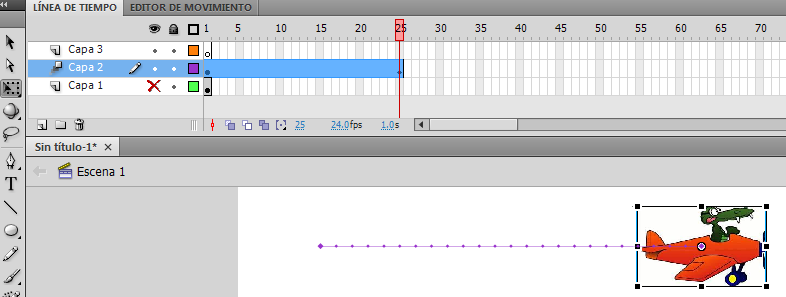 LÍNEA DE TIEMPO EDITOR DE MOVIMIENTO
1 5 10 15 20 25 30 35 40 45 50 55 60 65 70
Capa 3
Capa 2
Capa 1
25 24.0fps 1.0s
Sin título-1* ×
Escena 1
T